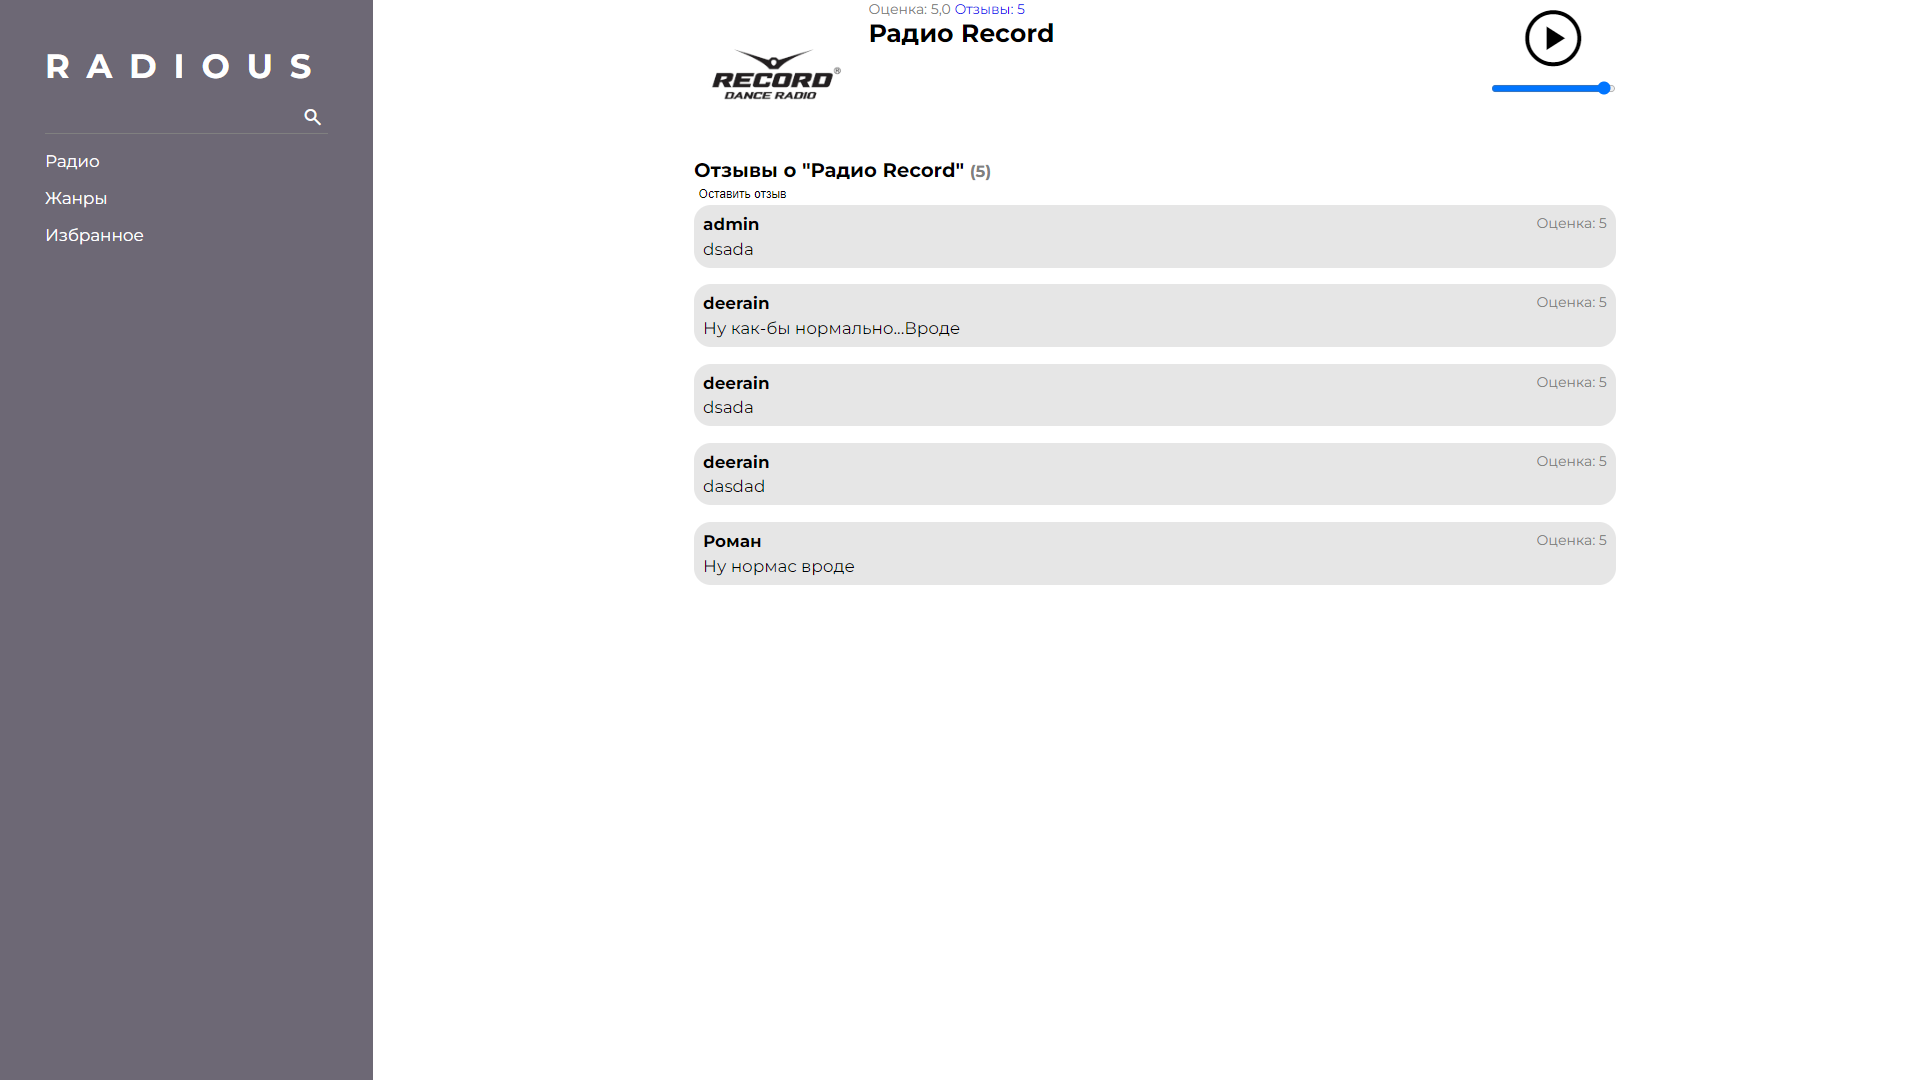 RADIOUS
Радио
Жанры
Избранное
Оценка: 5,0 Отзывы: 5
Радио Record
RECORD®
DANCE RADIO
Отзывы о "Радио Record" (5)
Оставить отзыв
admin
Оценка: 5
dsada
deerain
Оценка: 5
Ну как-бы нормально...Вроде
deerain
Оценка: 5
dsada
deerain
Оценка: 5
dasdad
Роман
Оценка: 5
Ну нормас вроде